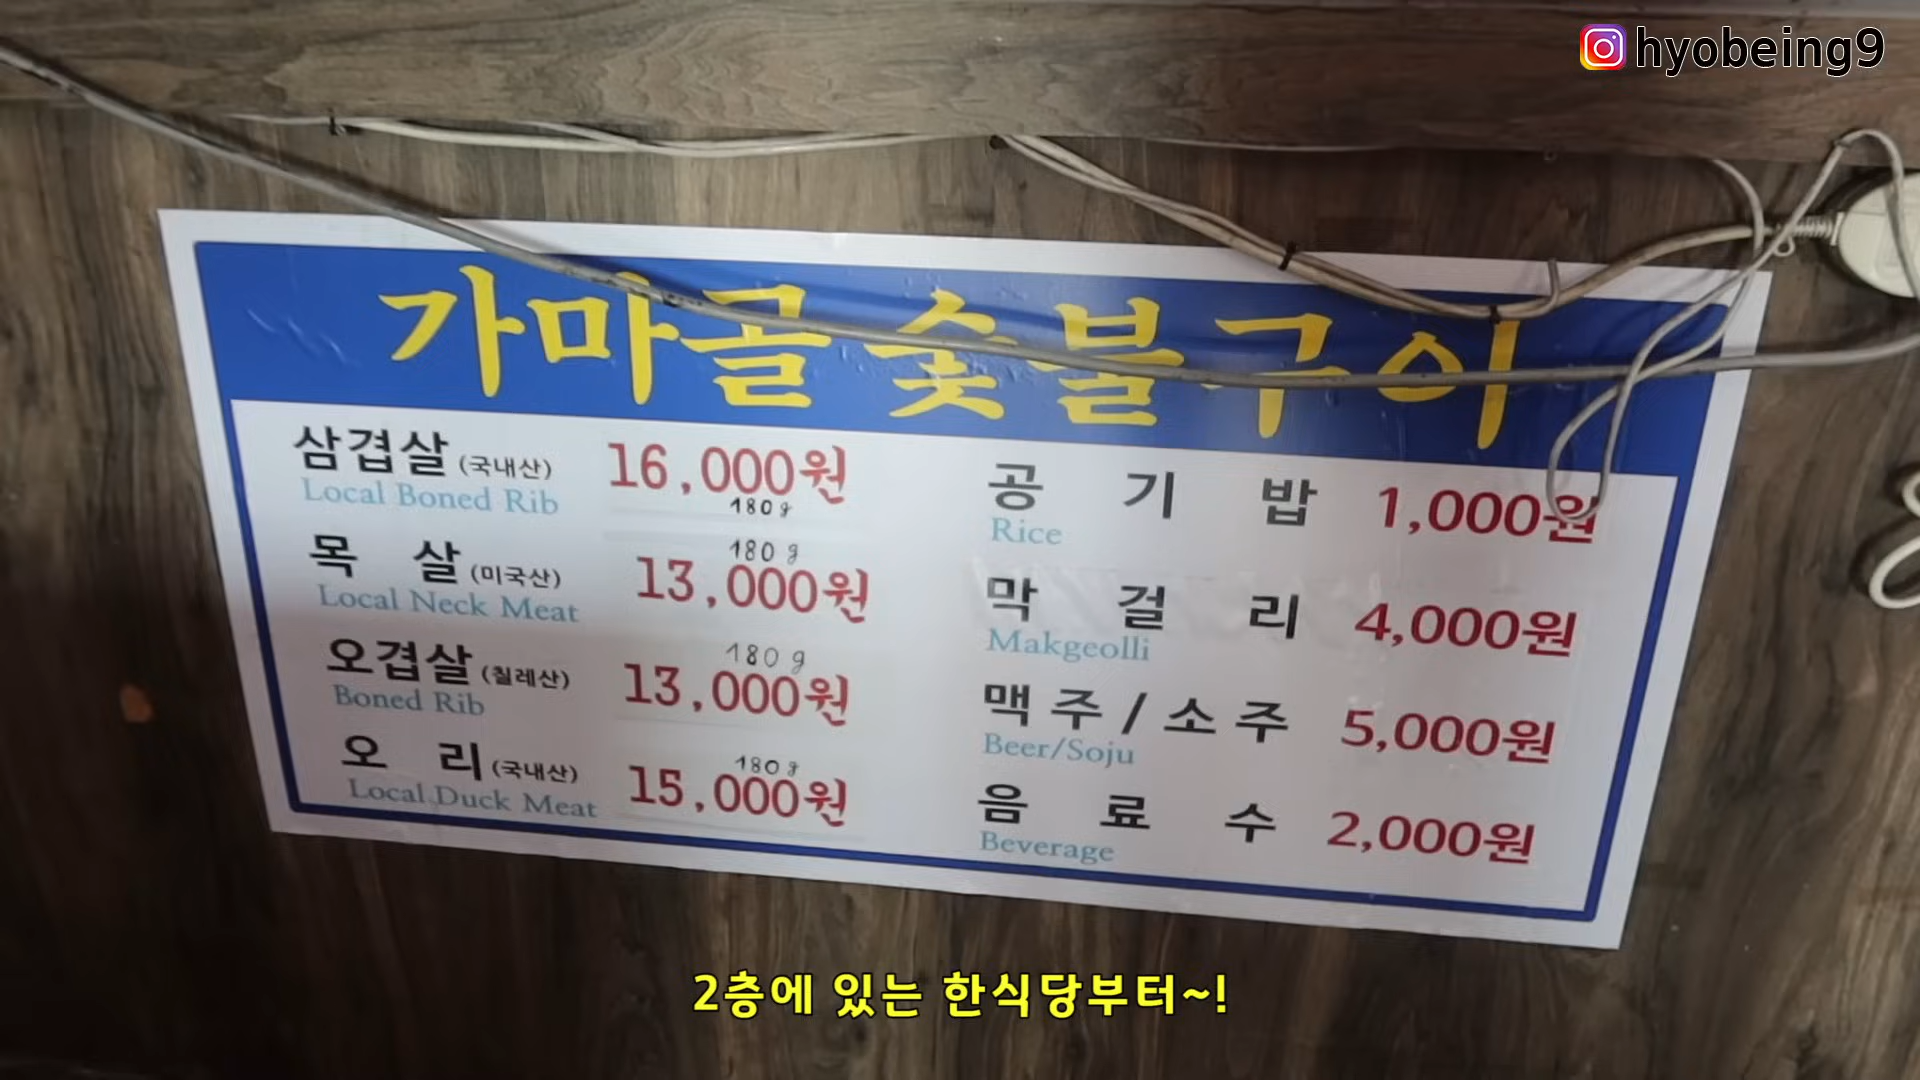 hyobeing9
가마골숯불구이
삼겹살 (국내산) 16,000원
Local Boned Rib 180g
목 살 (미국산) 180g 13,000원
Local Neck Meat
오겹살 (칠레산) 180g 13,000원
Boned Rib
오 리 (국내산) 180g 15,000원
Local Duck Meat
공 기 밥 1,000원
Rice
막 걸 리 4,000원
Makgeolli
맥 주 / 소 주 5,000원
Beer/Soju
음 료 수 2,000원
Beverage
2층에 있는 한식당부터~!